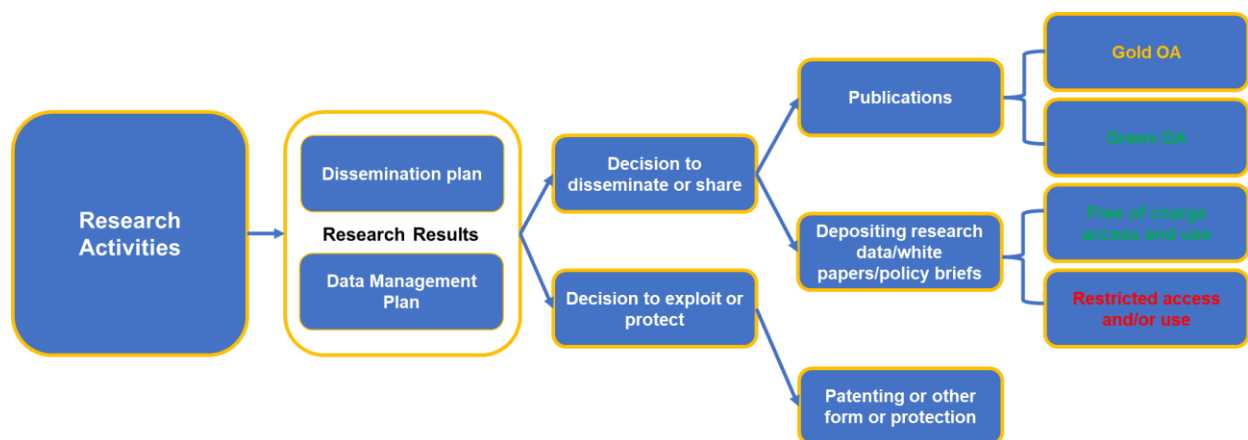 Research
Activities
Dissemination plan
Research Results
Data Management
Plan
Decision to
disseminate or share
Decision to exploit or
protect
Publications
Depositing research
data/white
papers/policy briefs
Patenting or other
form or protection
Gold OA
Green OA
Free of charge
access and use
Restricted access
and/or use